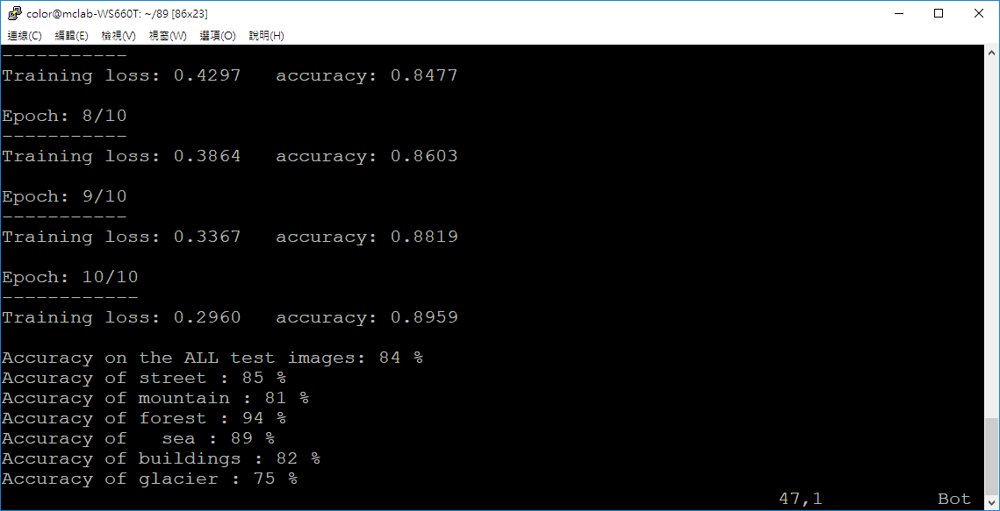 color@mclab-WS660T: ~/89 [86x23]
連線(C) 編輯(E) 檢視(V) 視窗(W) 選項(O) 說明(H)
-----------
Training loss: 0.4297   accuracy: 0.8477
Epoch: 8/10
-----------
Training loss: 0.3864   accuracy: 0.8603
Epoch: 9/10
-----------
Training loss: 0.3367   accuracy: 0.8819
Epoch: 10/10
------------
Training loss: 0.2960   accuracy: 0.8959
Accuracy on the ALL test images: 84 %
Accuracy of street : 85 %
Accuracy of mountain : 81 %
Accuracy of forest : 94 %
Accuracy of   sea : 89 %
Accuracy of buildings : 82 %
Accuracy of glacier : 75 %
47,1          Bot